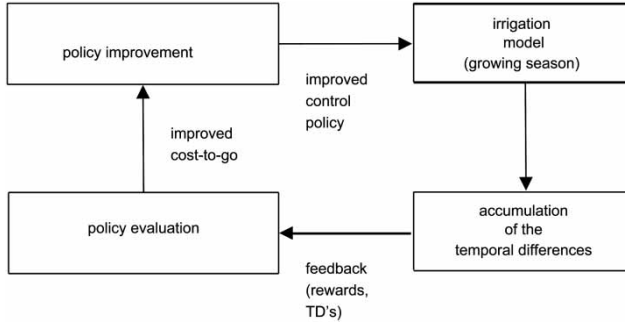 policy improvement
improved
control
policy
irrigation
model
(growing season)
improved
cost-to-go
policy evaluation
feedback
(rewards,
TD's)
accumulation
of the
temporal differences